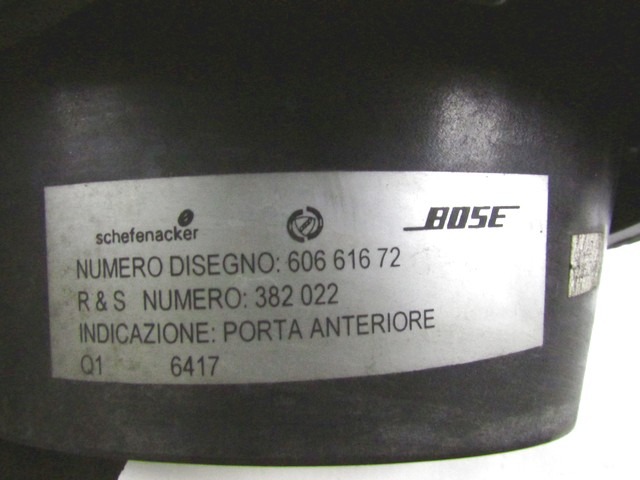 schefenacker BOSE
NUMERO DISEGNO: 606 616 72
R & S NUMERO: 382 022
INDICAZIONE: PORTA ANTERIORE
Q1 6417